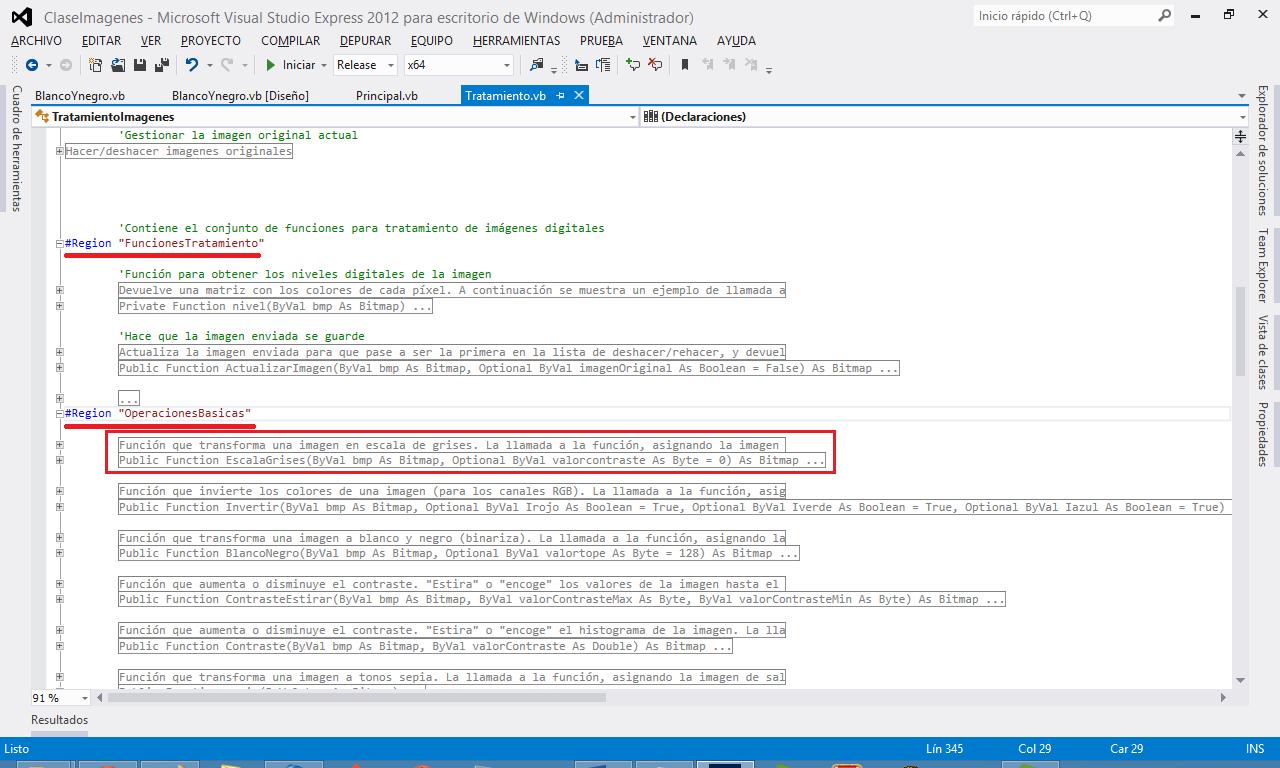 ClaseImagenes - Microsoft Visual Studio Express 2012 para escritorio de Windows (Administrador)
Inicio rápido (Ctrl+Q)
ARCHIVO EDITAR VER PROYECTO COMPILAR DEPURAR EQUIPO HERRAMIENTAS PRUEBA VENTANA AYUDA
Iniciar Release x64
BlancoYnegro.vb BlancoYnegro.vb [Diseño] Principal.vb Tratamiento.vb
TratamientoImagenes (Declaraciones)
Cuadro de herramientas
'Gestionar la imagen original actual
Hacer/deshacer imagenes originales
'Contiene el conjunto de funciones para tratamiento de imágenes digitales
#Region "FuncionesTratamiento"
'Función para obtener los niveles digitales de la imagen
Devuelve una matriz con los colores de cada píxel. A continuación se muestra un ejemplo de llamada a
Private Function nivel(ByVal bmp As Bitmap) ...
'Hace que la imagen enviada se guarde
Actualiza la imagen enviada para que pase a ser la primera en la lista de deshacer/rehacer, y devuel
Public Function ActualizarImagen(ByVal bmp As Bitmap, Optional ByVal imagenOriginal As Boolean = False) As Bitmap ...
...
#Region "OperacionesBasicas"
Función que transforma una imagen en escala de grises. La llamada a la función, asignando la imagen
Public Function EscalaGrises(ByVal bmp As Bitmap, Optional ByVal valorcontraste As Byte = 0) As Bitmap ...
Función que invierte los colores de una imagen (para los canales RGB). La llamada a la función, asig
Public Function Invertir(ByVal bmp As Bitmap, Optional ByVal Irojo As Boolean = True, Optional ByVal Iverde As Boolean = True, Optional ByVal Iazul As Boolean = True)
Función que transforma una imagen a blanco y negro (binariza). La llamada a la función, asignando la
Public Function BlancoNegro(ByVal bmp As Bitmap, Optional ByVal valortope As Byte = 128) As Bitmap ...
Función que aumenta o disminuye el contraste. "Estira" o "encoge" los valores de la imagen hasta el
Public Function ContrasteEstirar(ByVal bmp As Bitmap, ByVal valorContrasteMax As Byte, ByVal valorContrasteMin As Byte) As Bitmap ...
Función que aumenta o disminuye el contraste. "Estira" o "encoge" el histograma de la imagen. La lla
Public Function Contraste(ByVal bmp As Bitmap, ByVal valorContraste As Double) As Bitmap ...
Función que transforma una imagen a tonos sepia. La llamada a la función, asignando la imagen de sal
Explorador de soluciones
Team Explorer
Vista de clases
Propiedades
91 %
Resultados
Listo Lín 345 Col 29 Car 29 INS